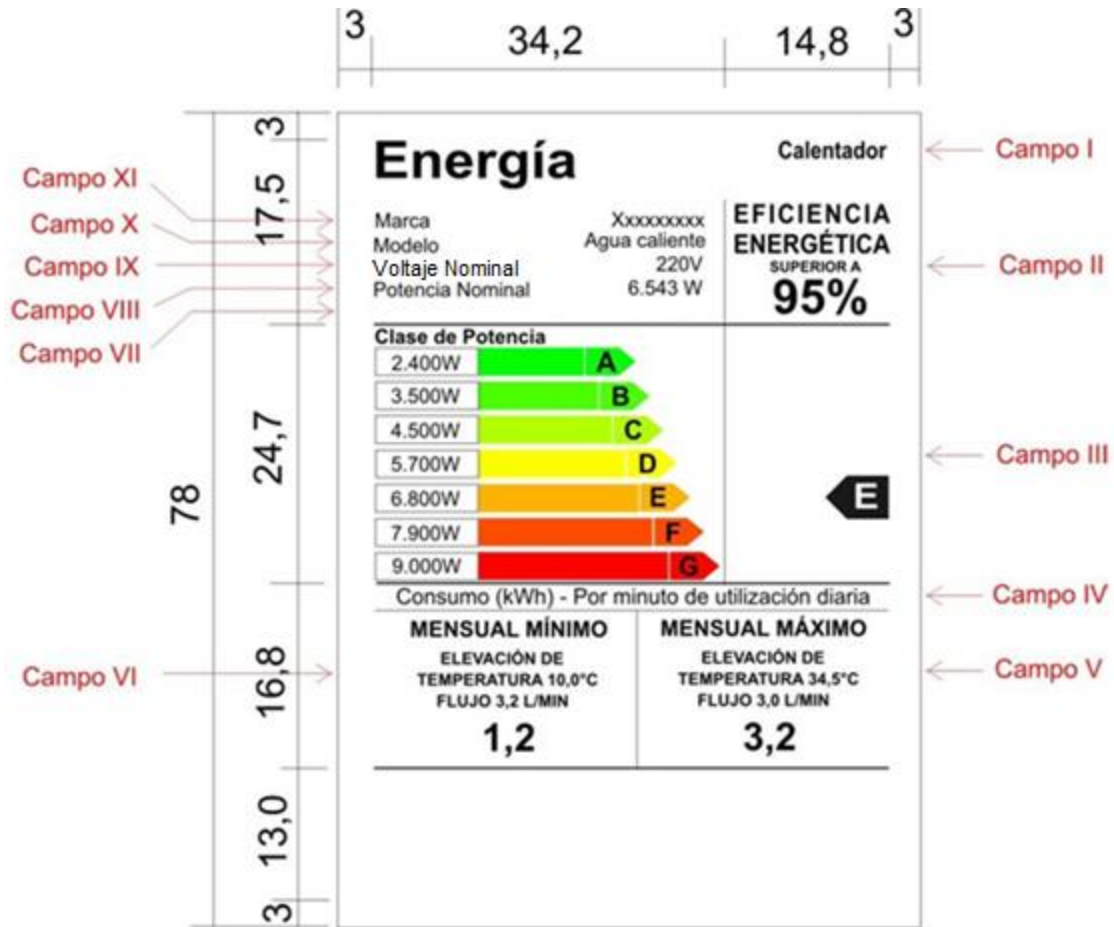 3 34,2 14,8 3
3
17,5
24,7
78
16,8
13,0
3
Campo XI
Campo X
Campo IX
Campo VIII
Campo VII
Campo VI
Energía
Calentador
Marca Xxxxxxxxx
Modelo Agua caliente
Voltaje Nominal 220V
Potencia Nominal 6.543 W
EFICIENCIA
ENERGÉTICA
SUPERIOR A
95%
Clase de Potencia
2.400W A
3.500W B
4.500W C
5.700W D
6.800W E E
7.900W F
9.000W G
Consumo (kWh) - Por minuto de utilización diaria
MENSUAL MÍNIMO
ELEVACIÓN DE
TEMPERATURA 10,0°C
FLUJO 3,2 L/MIN
1,2
MENSUAL MÁXIMO
ELEVACIÓN DE
TEMPERATURA 34,5°C
FLUJO 3,0 L/MIN
3,2
Campo I
Campo II
Campo III
Campo IV
Campo V